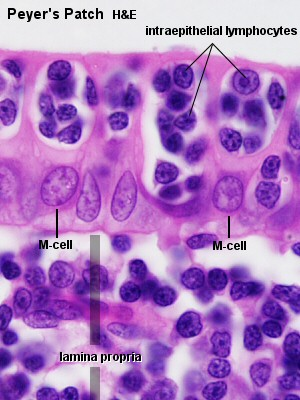 Peyer's Patch H&E
intraepithelial lymphocytes
M-cell
M-cell
lamina propria